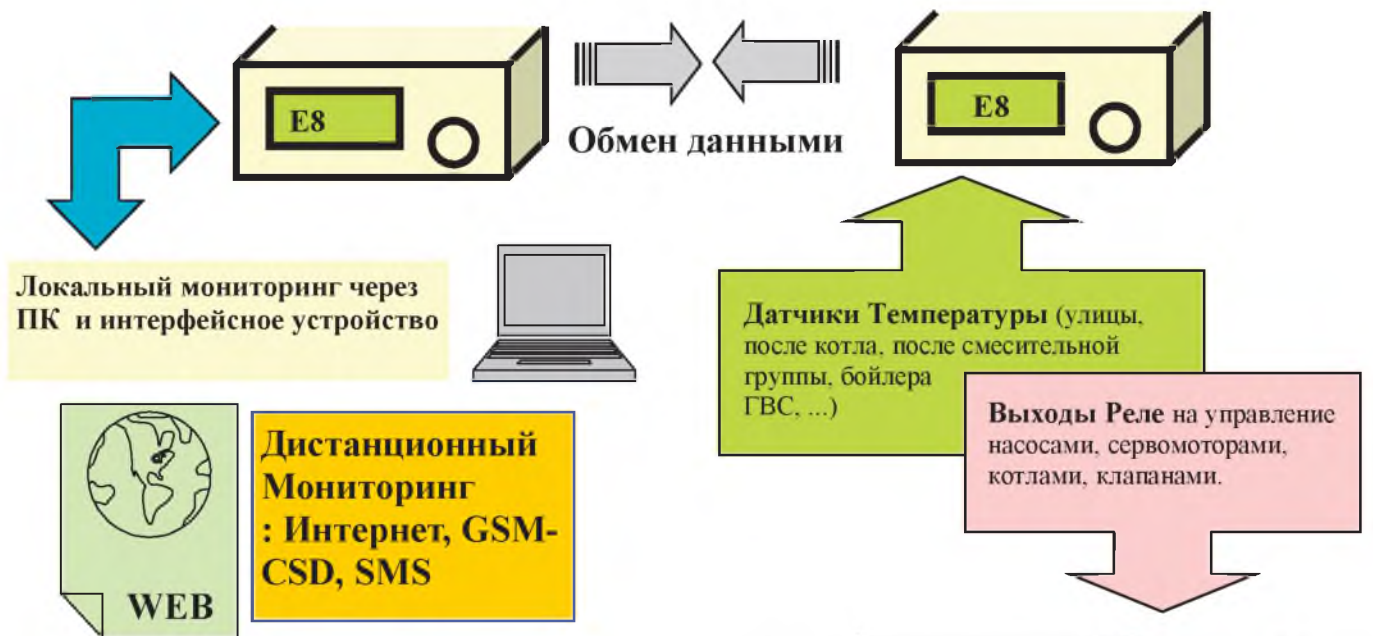 E8
E8
Обмен данными
Локальный мониторинг через
ПК и интерфейсное устройство
Датчики Температуры (улицы,
после котла, после смесительной
группы, бойлера
ГВС, ...)
Выходы Реле на управление
насосами, сервомоторами,
котлами, клапанами.
WEB
Дистанционный
Мониторинг
: Интернет, GSM-
CSD, SMS